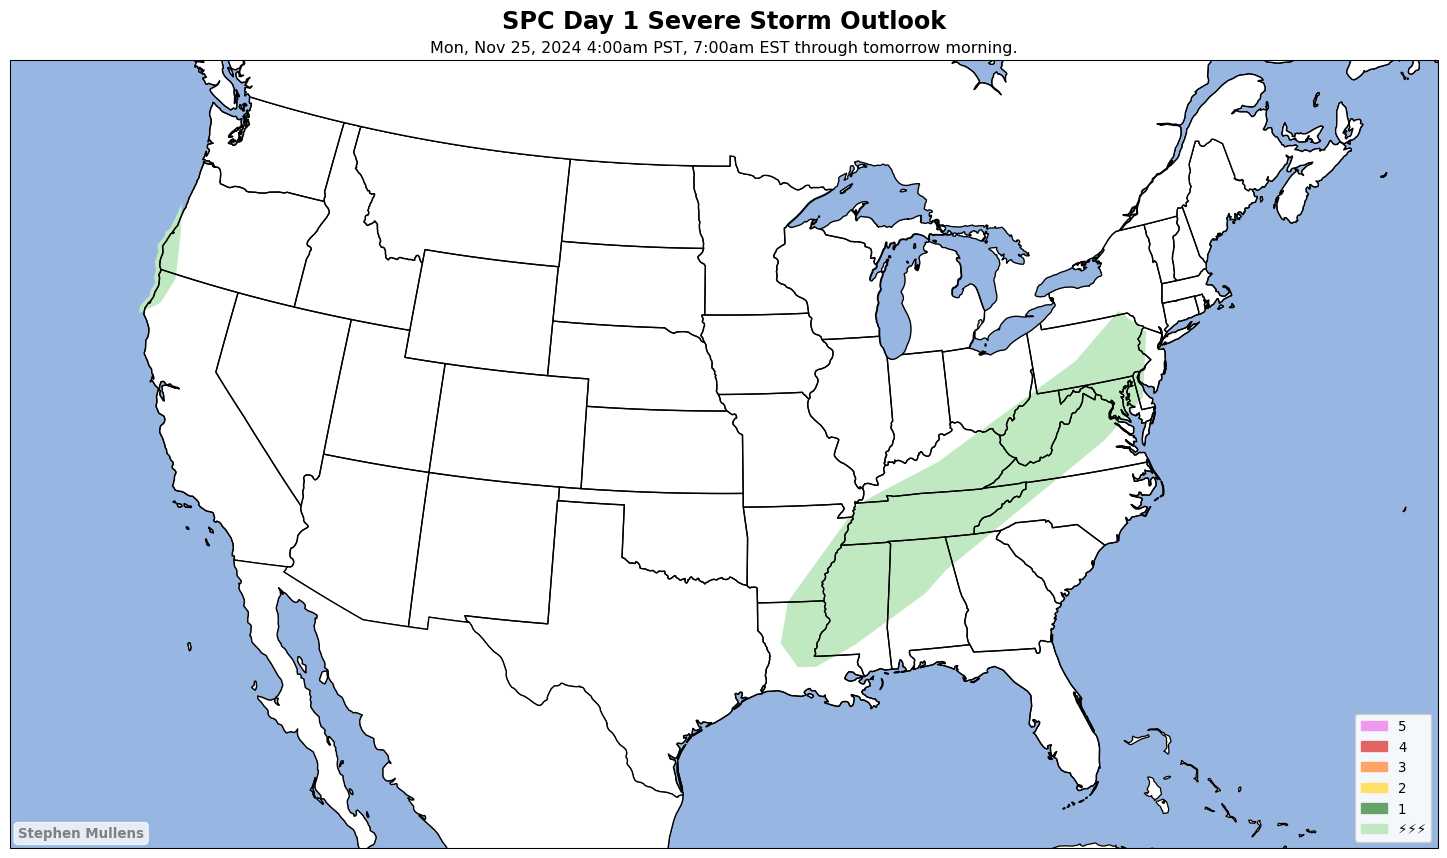 SPC Day 1 Severe Storm Outlook
Mon, Nov 25, 2024 4:00am PST, 7:00am EST through tomorrow morning.
5
4
3
2
1
⚡⚡⚡
Stephen Mullens